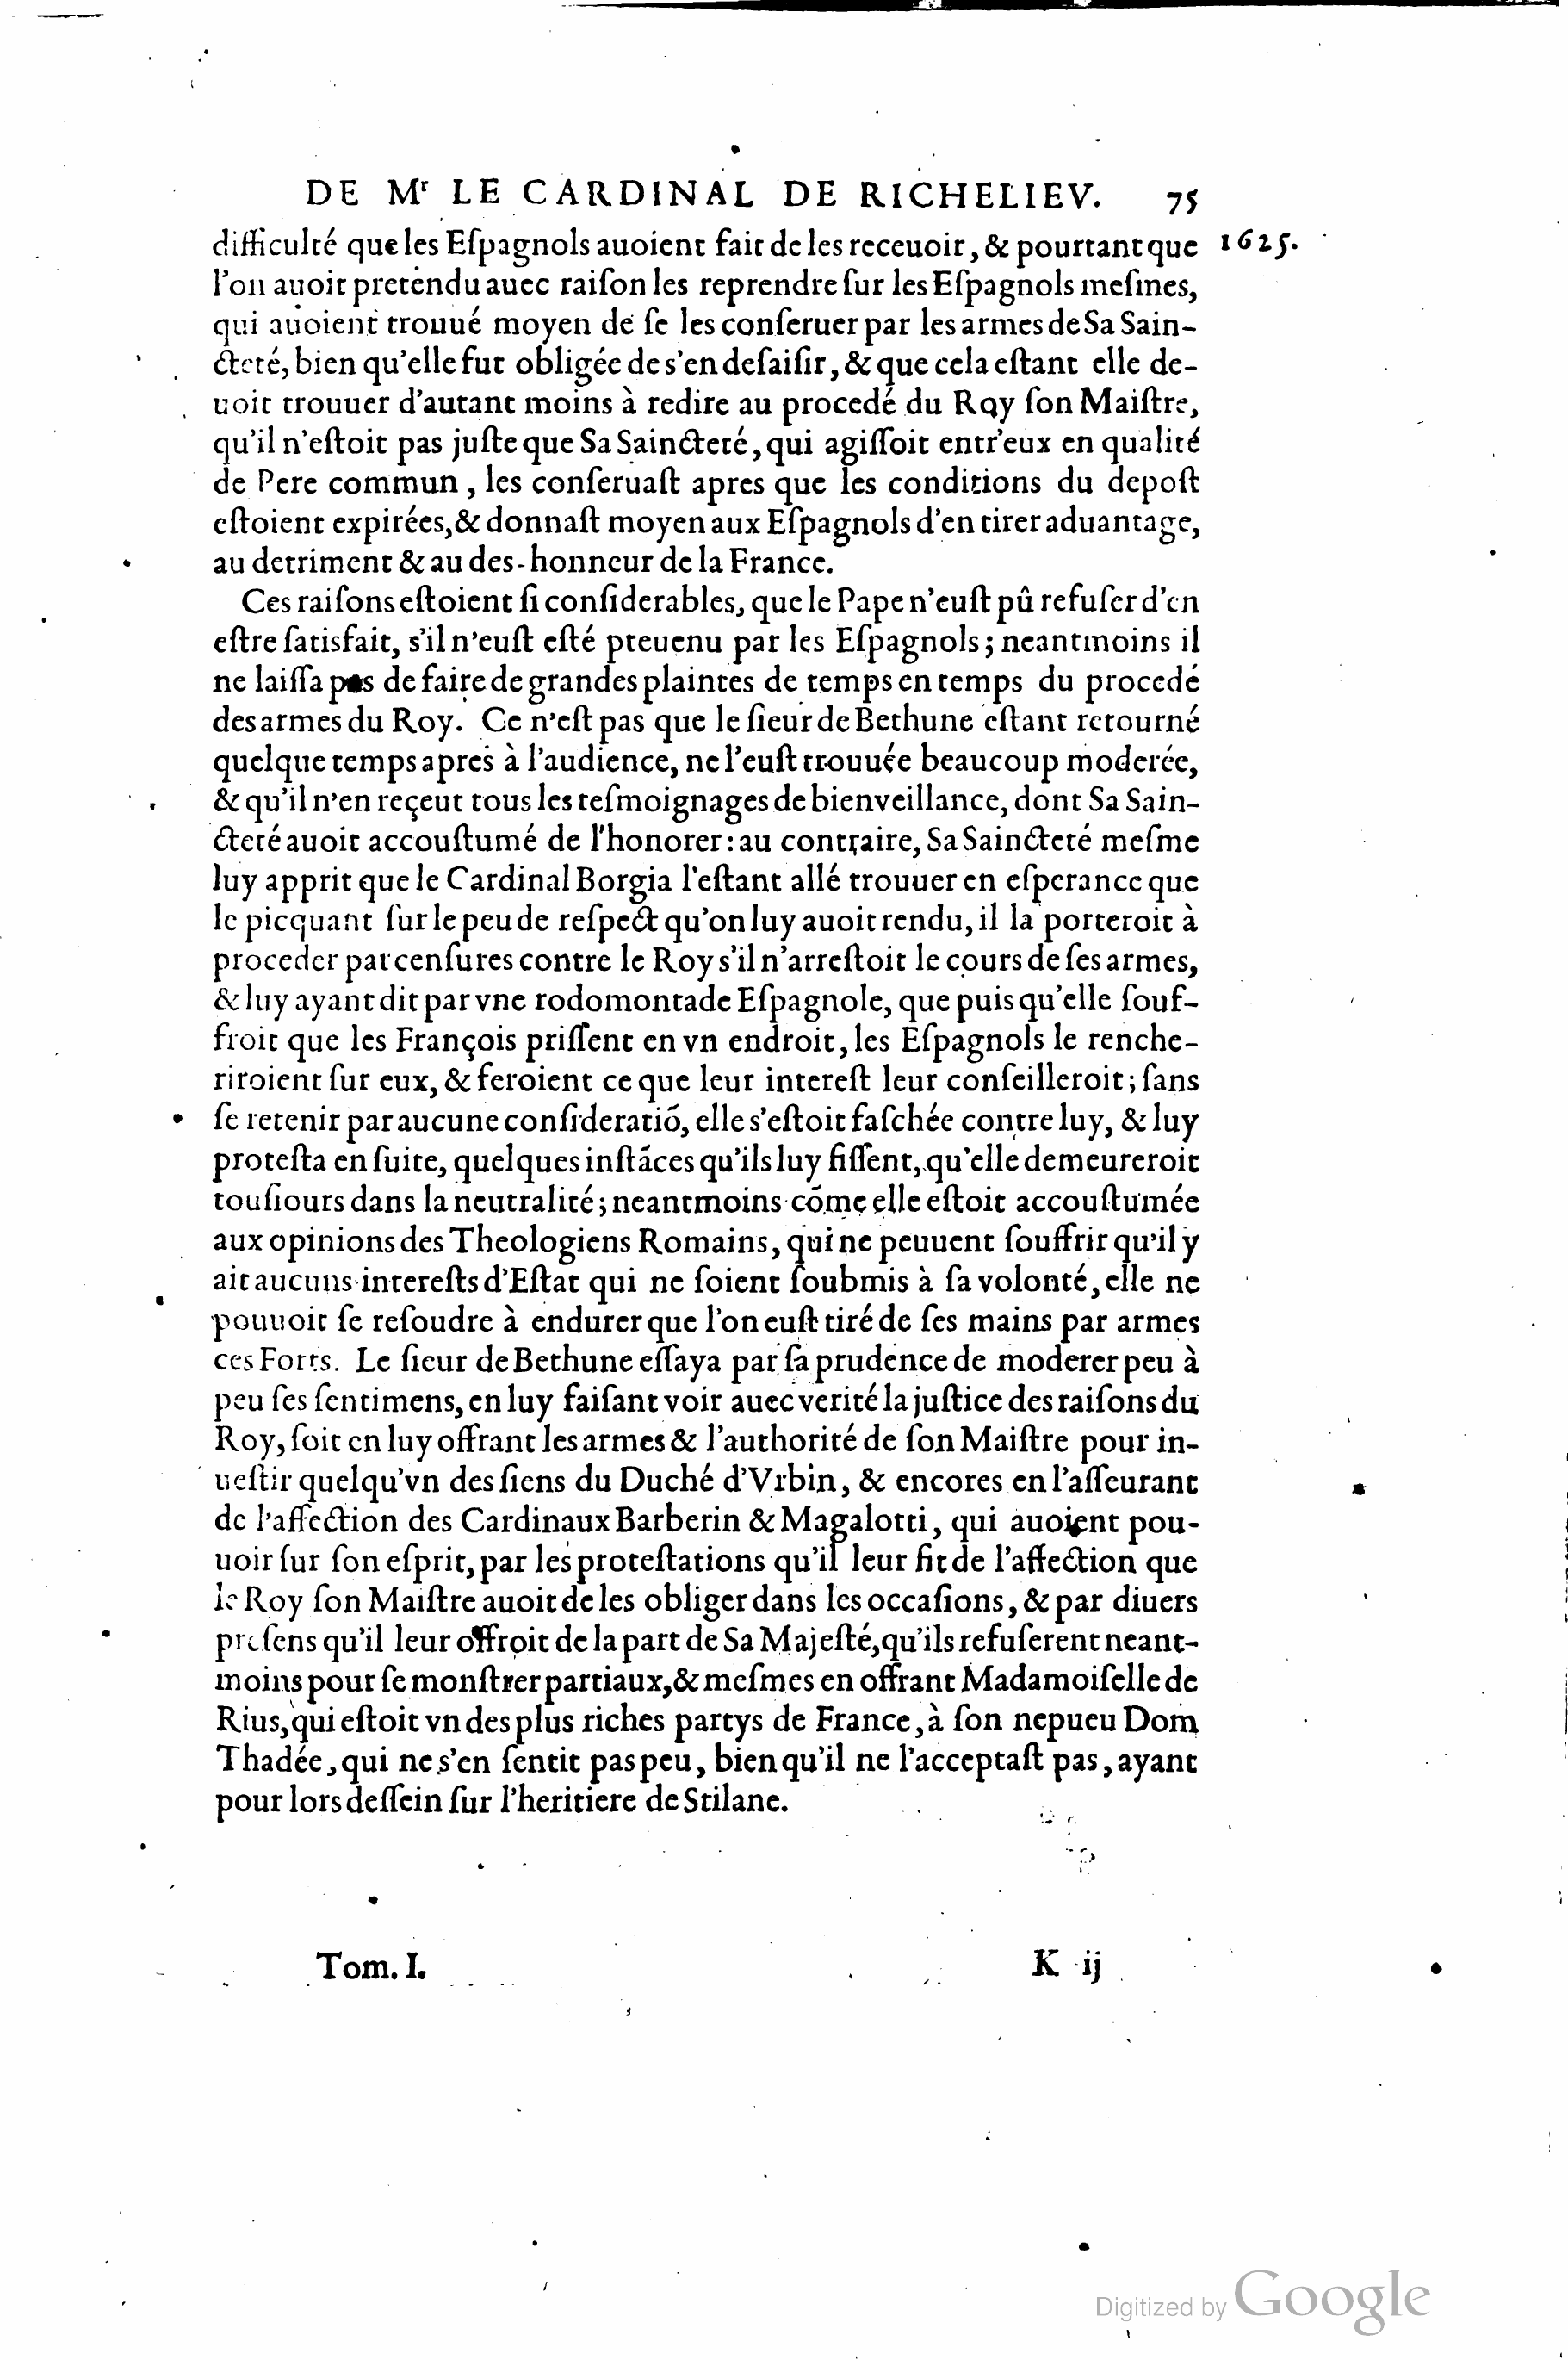 DE Mr LE CARDINAL DE RICHELIEV. 75
difficulté que les Eſpagnols auoient fait de les receuoir, & pourtant que 1625.
l'on auoit pretendu auec raiſon les reprendre ſur les Eſpagnols meſmes,
qui auoient trouué moyen de ſe les conſeruer par les armes de Sa Sain-
cteté, bien qu'elle fut obligée de s'en deſaiſir, & que cela eſtant elle de-
uoit trouuer d'autant moins à redire au procedé du Roy ſon Maiſtre,
qu'il n'eſtoit pas juſte que Sa Saincteté, qui agiſſoit entr'eux en qualité
de Pere commun, les conſeruaſt apres que les conditions du depoſt
eſtoient expirées, & donnaſt moyen aux Eſpagnols d'en tirer aduantage,
au detriment & au des-honneur de la France.
Ces raiſons eſtoient ſi conſiderables, que le Pape n'euſt pû refuſer d'en
eſtre ſatisfait, s'il n'euſt eſté preuenu par les Eſpagnols; neantmoins il
ne laiſſa pas de faire de grandes plaintes de temps en temps du procedé
des armes du Roy. Ce n'eſt pas que le ſieur de Bethune eſtant retourné
quelque temps apres à l'audience, ne l'euſt trouuée beaucoup moderée,
& qu'il n'en reçeut tous les teſmoignages de bienveillance, dont Sa Sain-
cteté auoit accouſtumé de l'honorer: au contraire, Sa Saincteté meſme
luy apprit que le Cardinal Borgia l'eſtant allé trouuer en eſperance que
le picquant ſur le peu de reſpect qu'on luy auoit rendu, il la porteroit à
proceder par cenſures contre le Roy s'il n'arreſtoit le cours de ſes armes,
& luy ayant dit par vne rodomontade Eſpagnole, que puis qu'elle ſouf-
froit que les François priſſent en vn endroit, les Eſpagnols le renche-
riroient ſur eux, & feroient ce que leur intereſt leur conſeilleroit; ſans
ſe retenir par aucune conſideratiõ, elle s'eſtoit faſchée contre luy, & luy
proteſta en ſuite, quelques inſtãces qu'ils luy fiſſent, qu'elle demeureroit
touſiours dans la neutralité; neantmoins cõme elle eſtoit accouſtumée
aux opinions des Theologiens Romains, qui ne peuuent ſouffrir qu'il y
ait aucuns intereſts d'Eſtat qui ne ſoient ſoubmis à ſa volonté, elle ne
pouuoit ſe reſoudre à endurer que l'on euſt tiré de ſes mains par armes
ces Forts. Le ſieur de Bethune eſſaya par ſa prudence de moderer peu à
peu ſes ſentimens, en luy faiſant voir auec verité la juſtice des raiſons du
Roy, ſoit en luy offrant les armes & l'authorité de ſon Maiſtre pour in-
ueſtir quelqu'vn des ſiens du Duché d'Vrbin, & encores en l'aſſeurant
de l'affection des Cardinaux Barberin & Magalotti, qui auoient pou-
uoir ſur ſon eſprit, par les proteſtations qu'il leur fit de l'affection que
le Roy ſon Maiſtre auoit de les obliger dans les occaſions, & par diuers
preſens qu'il leur offroit de la part de Sa Majeſté, qu'ils refuſerent neant-
moins pour ſe monſtrer partiaux, & meſmes en offrant Madamoiſelle de
Rius, qui eſtoit vn des plus riches partys de France, à ſon nepueu Dom
Thadée, qui ne s'en ſentit pas peu, bien qu'il ne l'acceptaſt pas, ayant
pour lors deſſein ſur l'heritiere de Stilane.
Tom. I. K ij
Digitized by Google